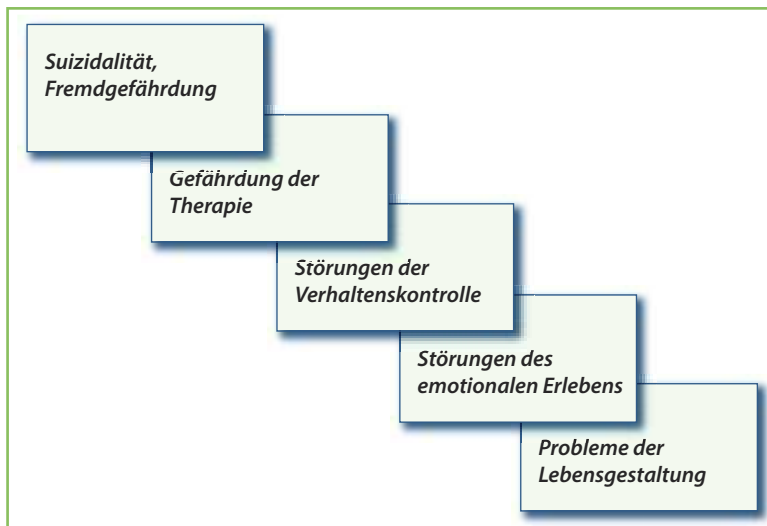 Suizidalität,
Fremdgefährdung
Gefährdung der
Therapie
Störungen der
Verhaltenskontrolle
Störungen des
emotionalen Erlebens
Probleme der
Lebensgestaltung